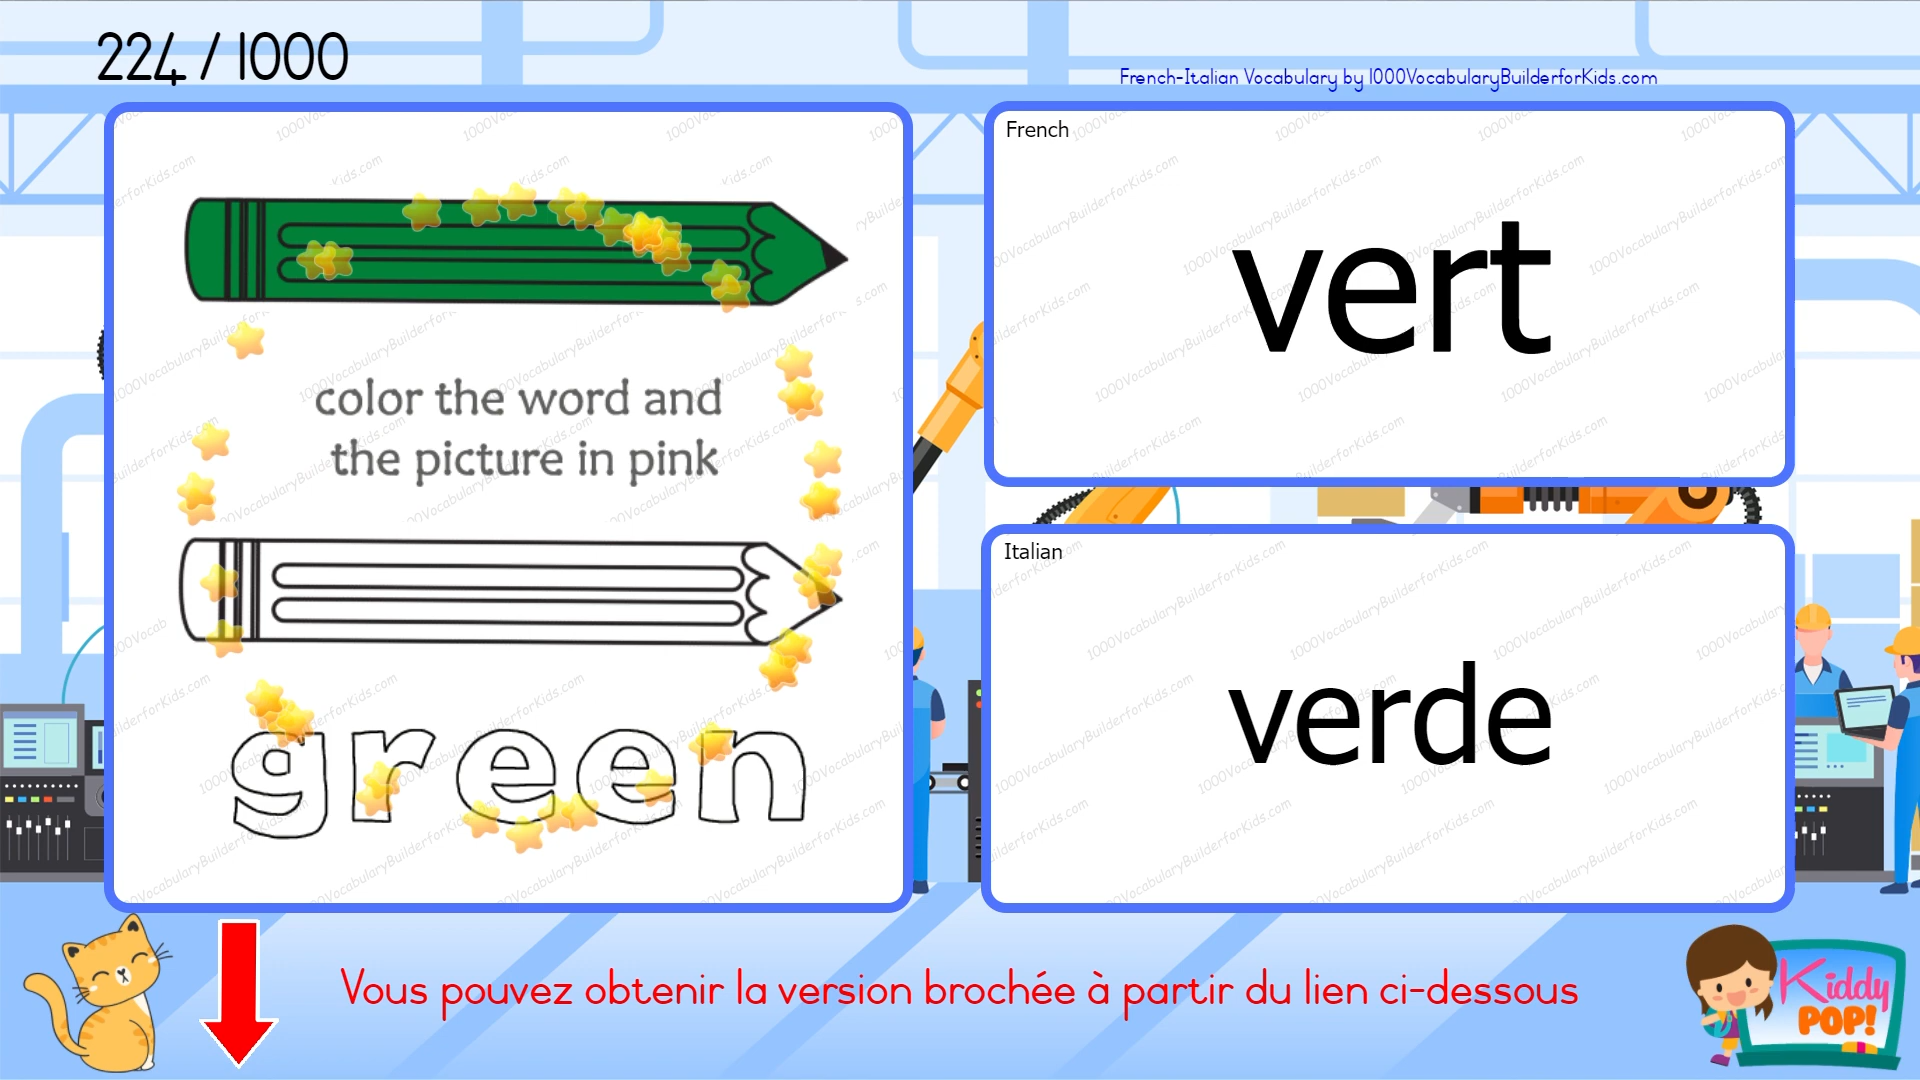 224 / 1000
French-Italian Vocabulary by 1000VocabularyBuilderforKids.com
color the word and
the picture in pink
green
French
vert
Italian
verde
Vous pouvez obtenir la version brochée à partir du lien ci-dessous
Kiddy
POP!